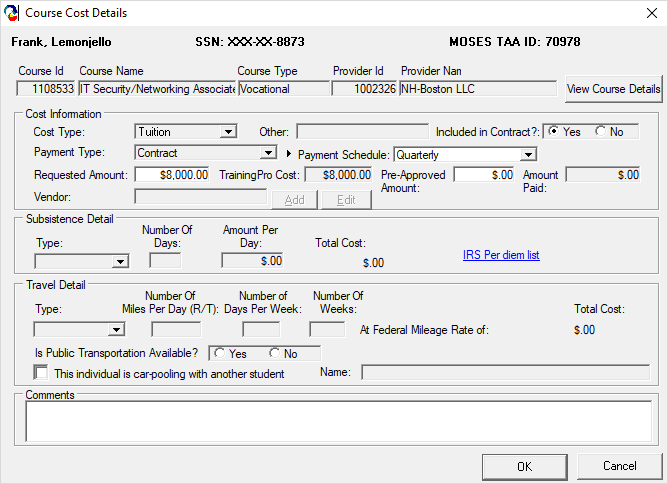 Course Cost Details
Frank, Lemonjello SSN: XXX-XX-8873 MOSES TAA ID: 70978
Course Id Course Name Course Type Provider Id Provider Nan
1108533 IT Security/Networking Associate Vocational 1002326 NH-Boston LLC View Course Details
Cost Information
Cost Type: Tuition Other: Included in Contract?: Yes No
Payment Type: Contract Payment Schedule: Quarterly
Requested Amount: $8,000.00 TrainingPro Cost: $8,000.00 Pre-Approved Amount: $.00 Amount Paid: $.00
Vendor: Add Edit
Subsistence Detail
Type: Number Of Days: Amount Per Day: $.00 Total Cost: $.00 IRS Per diem list
Travel Detail
Type: Number Of Miles Per Day (R/T): Number of Days Per Week: Number Of Weeks: At Federal Mileage Rate of: Total Cost: $.00
Is Public Transportation Available? Yes No
This individual is car-pooling with another student Name:
Comments
OK Cancel